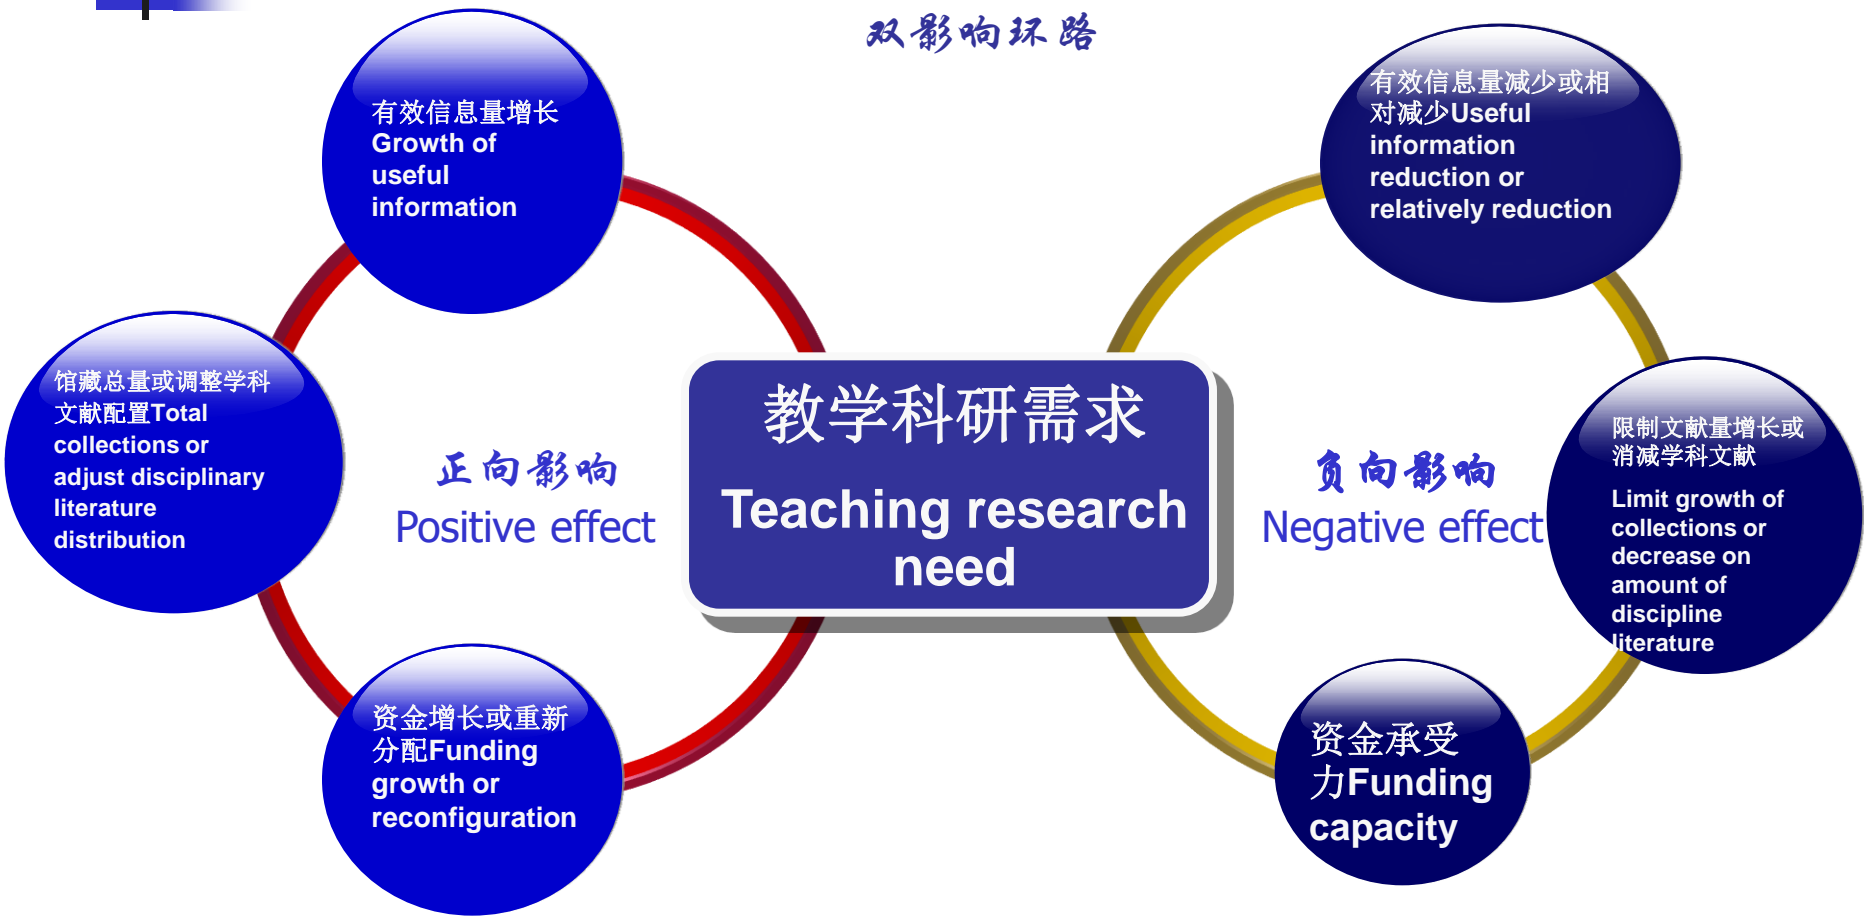 双影响环路
有效信息量增长
Growth of
useful
information
馆藏总量或调整学科
文献配置Total
collections or
adjust disciplinary
literature
distribution
资金增长或重新
分配Funding
growth or
reconfiguration
正向影响
Positive effect
教学科研需求
Teaching research
need
负向影响
Negative effect
有效信息量减少或相
对减少Useful
information
reduction or
relatively reduction
限制文献量增长或
消减学科文献
Limit growth of
collections or
decrease on
amount of
discipline
literature
资金承受
力Funding
capacity